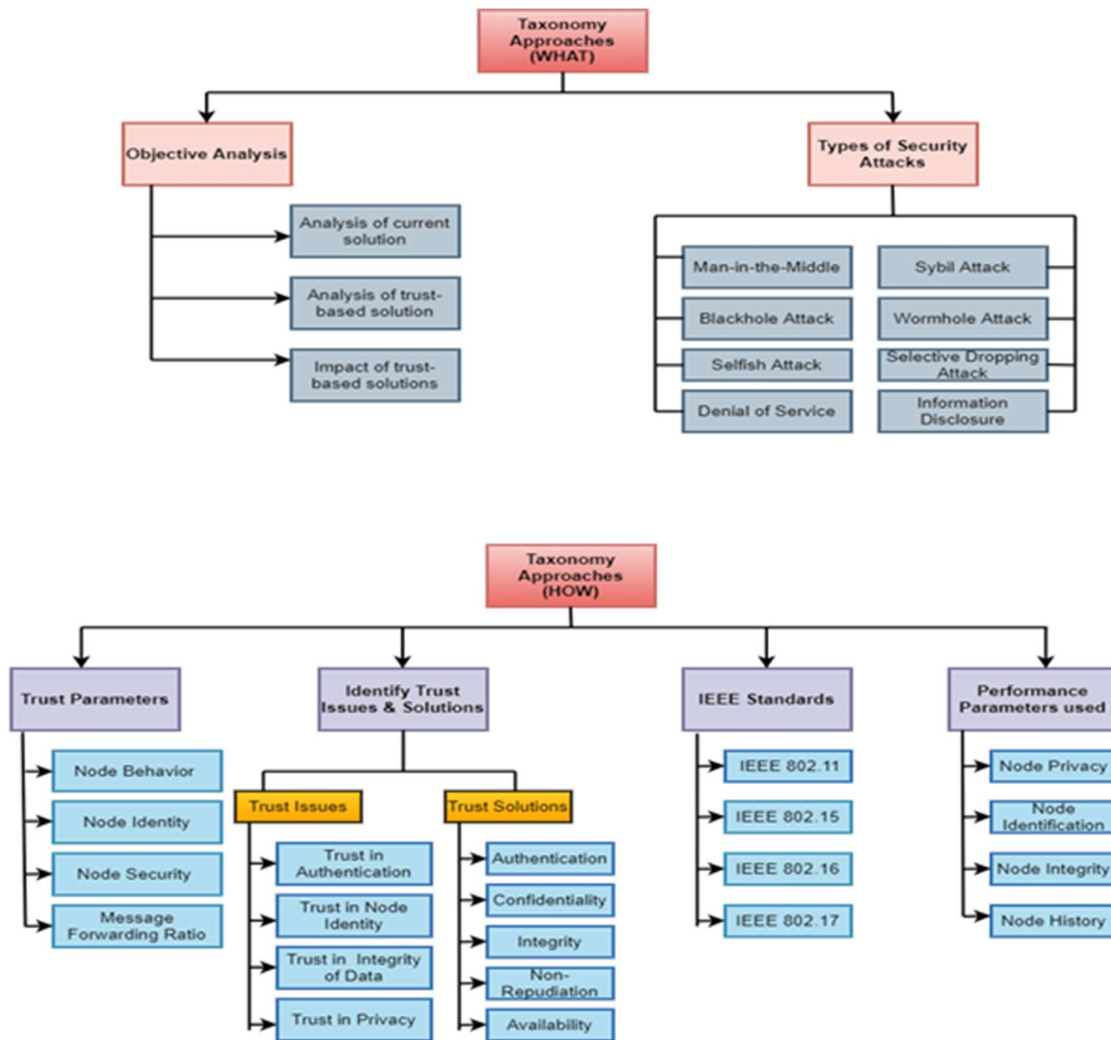 Taxonomy
Approaches
(WHAT)
Objective Analysis
Types of Security
Attacks
Analysis of current
solution
Analysis of trust-
based solution
Impact of trust-
based solutions
Man-in-the-Middle
Sybil Attack
Blackhole Attack
Wormhole Attack
Selfish Attack
Selective Dropping
Attack
Denial of Service
Information
Disclosure
Taxonomy
Approaches
(HOW)
Trust Parameters
Identify Trust
Issues & Solutions
IEEE Standards
Performance
Parameters used
Node Behavior
Node Identity
Node Security
Message
Forwarding Ratio
Trust Issues
Trust in
Authentication
Trust in Node
Identity
Trust in Integrity
of Data
Trust in Privacy
Trust Solutions
Authentication
Confidentiality
Integrity
Non-
Repudiation
Availability
IEEE 802.11
IEEE 802.15
IEEE 802.16
IEEE 802.17
Node Privacy
Node
Identification
Node Integrity
Node History